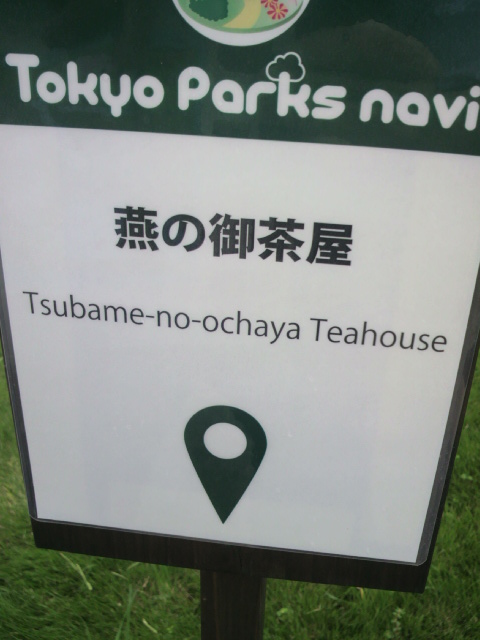 Tokyo Parks navi
燕の御茶屋
Tsubame-no-ochaya Teahouse